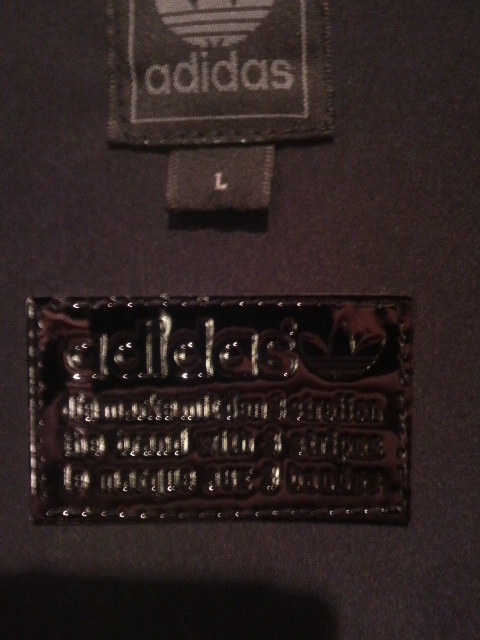 adidas
L
adidas
die marke mit den 3 streifen
the brand with 3 stripes
la marque aux 3 bandes